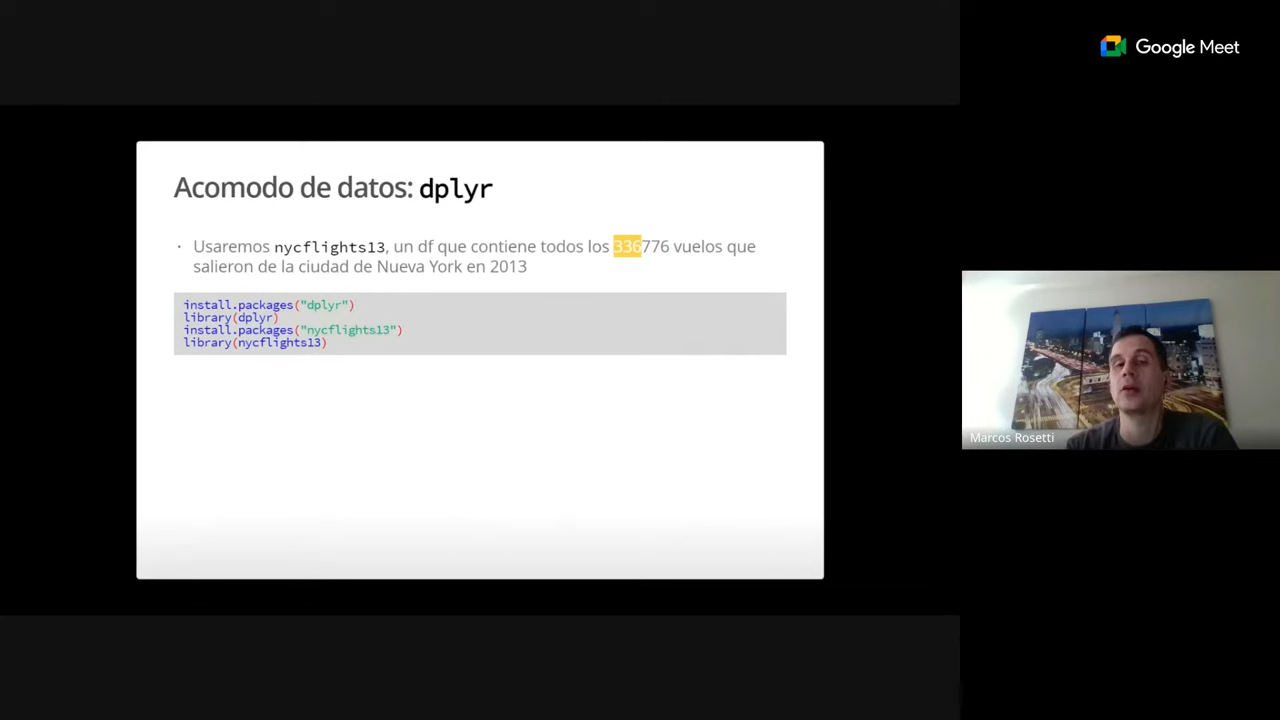 Google Meet
Acomodo de datos: dplyr
· Usaremos nycflights13, un df que contiene todos los 336776 vuelos que
salieron de la ciudad de Nueva York en 2013
install.packages("dplyr")
library(dplyr)
install.packages("nycflights13")
library(nycflights13)
Marcos Rosetti